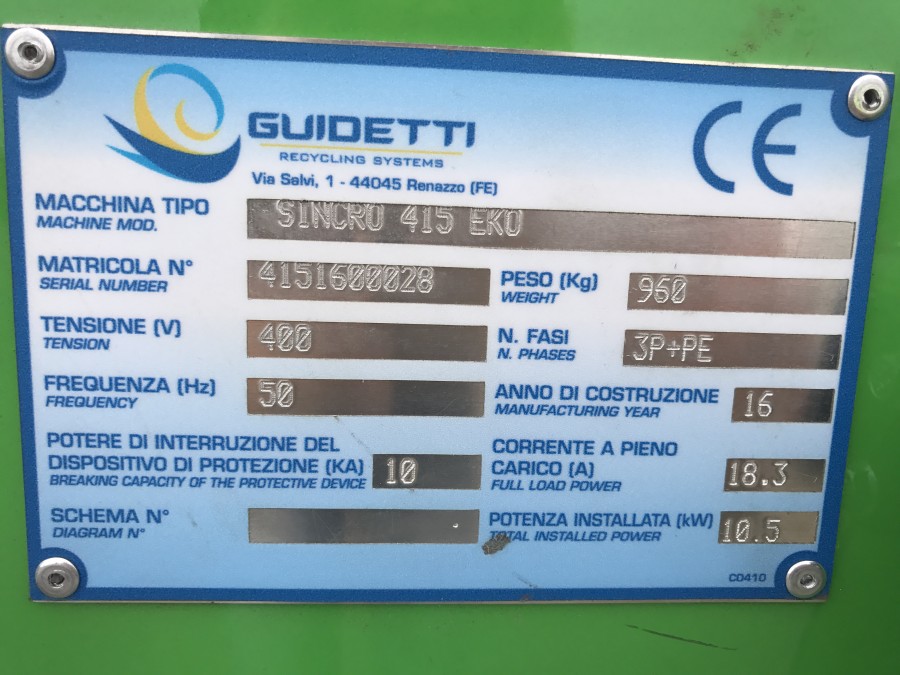 GUIDETTI
RECYCLING SYSTEMS
Via Salvi, 1 - 44045 Renazzo (FE)
CE
MACCHINA TIPO
MACHINE MOD.
SINCRO 415 EKO
MATRICOLA N°
SERIAL NUMBER
4151600028
PESO (Kg)
WEIGHT
960
TENSIONE (V)
TENSION
400
N. FASI
N. PHASES
3P+PE
FREQUENZA (Hz)
FREQUENCY
50
ANNO DI COSTRUZIONE
MANUFACTURING YEAR
16
POTERE DI INTERRUZIONE DEL
DISPOSITIVO DI PROTEZIONE (KA)
BREAKING CAPACITY OF THE PROTECTIVE DEVICE
10
CORRENTE A PIENO
CARICO (A)
FULL LOAD POWER
18.3
SCHEMA N°
DIAGRAM N°
POTENZA INSTALLATA (kW)
TOTAL INSTALLED POWER
10.5
CD410